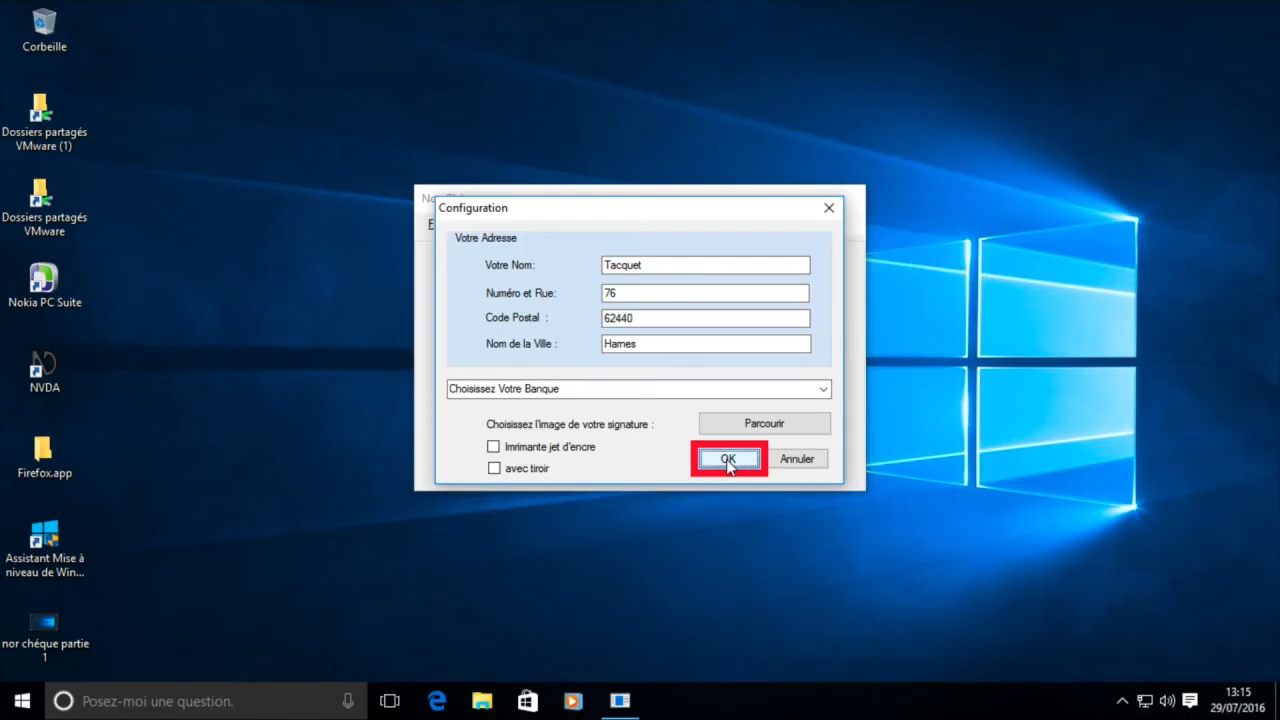 Corbeille
Dossiers partagés
VMware (1)
Dossiers partagés
VMware
Nokia PC Suite
NVDA
Firefox.app
Assistant Mise à
niveau de Win...
nor chéque partie
1
Configuration
Votre Adresse
Votre Nom:
Tacquet
Numéro et Rue:
76
Code Postal :
62440
Nom de la Ville :
Harnes
Choisissez Votre Banque
Choisissez l'image de votre signature :
Parcourir
Imrimante jet d'encre
OK
Annuler
avec tiroir
Posez-moi une question.
13:15
29/07/2016